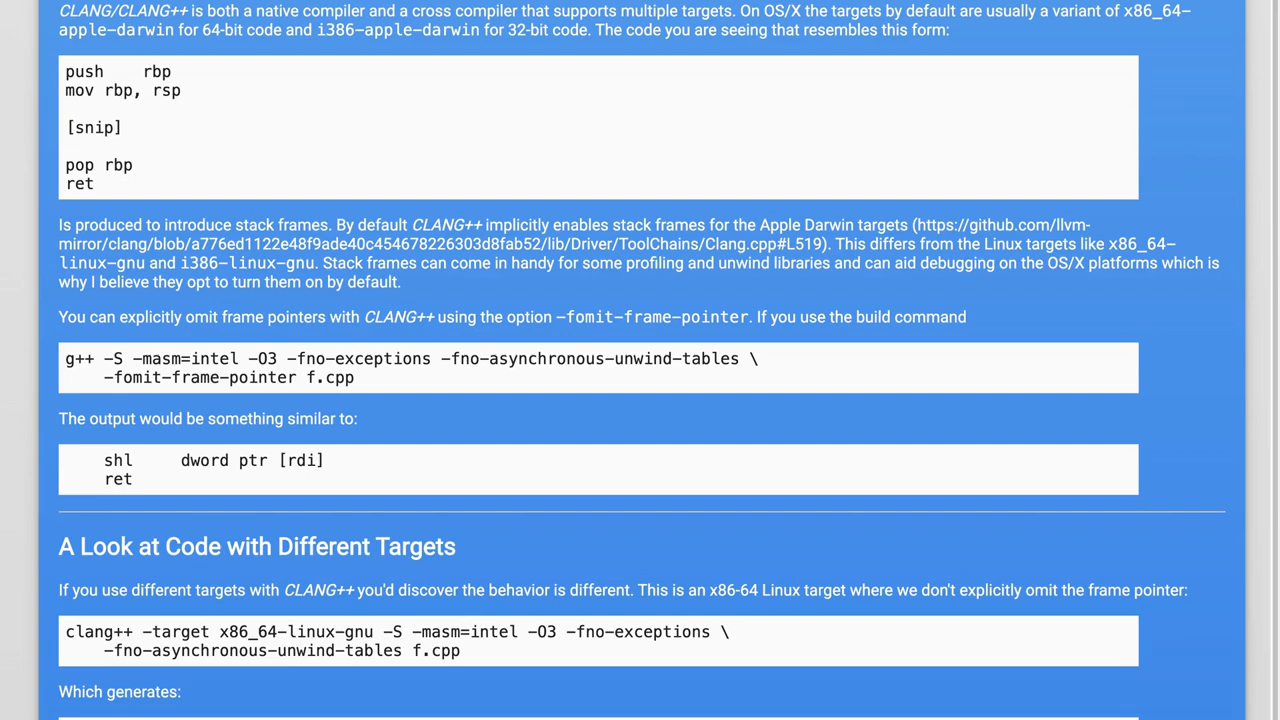 CLANG/CLANG++ is both a native compiler and a cross compiler that supports multiple targets. On OS/X the targets by default are usually a variant of x86_64-
apple-darwin for 64-bit code and i386-apple-darwin for 32-bit code. The code you are seeing that resembles this form:
push    rbp
mov rbp, rsp
[snip]
pop rbp
ret
Is produced to introduce stack frames. By default CLANG++ implicitly enables stack frames for the Apple Darwin targets (https://github.com/llvm-
mirror/clang/blob/a776ed1122e48f9ade40c454678226303d8fab52/lib/Driver/ToolChains/Clang.cpp#L519). This differs from the Linux targets like x86_64-
linux-gnu and i386-linux-gnu. Stack frames can come in handy for some profiling and unwind libraries and can aid debugging on the OS/X platforms which is
why I believe they opt to turn them on by default.
You can explicitly omit frame pointers with CLANG++ using the option -fomit-frame-pointer. If you use the build command
g++ -S -masm=intel -O3 -fno-exceptions -fno-asynchronous-unwind-tables \
    -fomit-frame-pointer f.cpp
The output would be something similar to:
    shl     dword ptr [rdi]
    ret
A Look at Code with Different Targets
If you use different targets with CLANG++ you'd discover the behavior is different. This is an x86-64 Linux target where we don't explicitly omit the frame pointer:
clang++ -target x86_64-linux-gnu -S -masm=intel -O3 -fno-exceptions \
    -fno-asynchronous-unwind-tables f.cpp
Which generates: